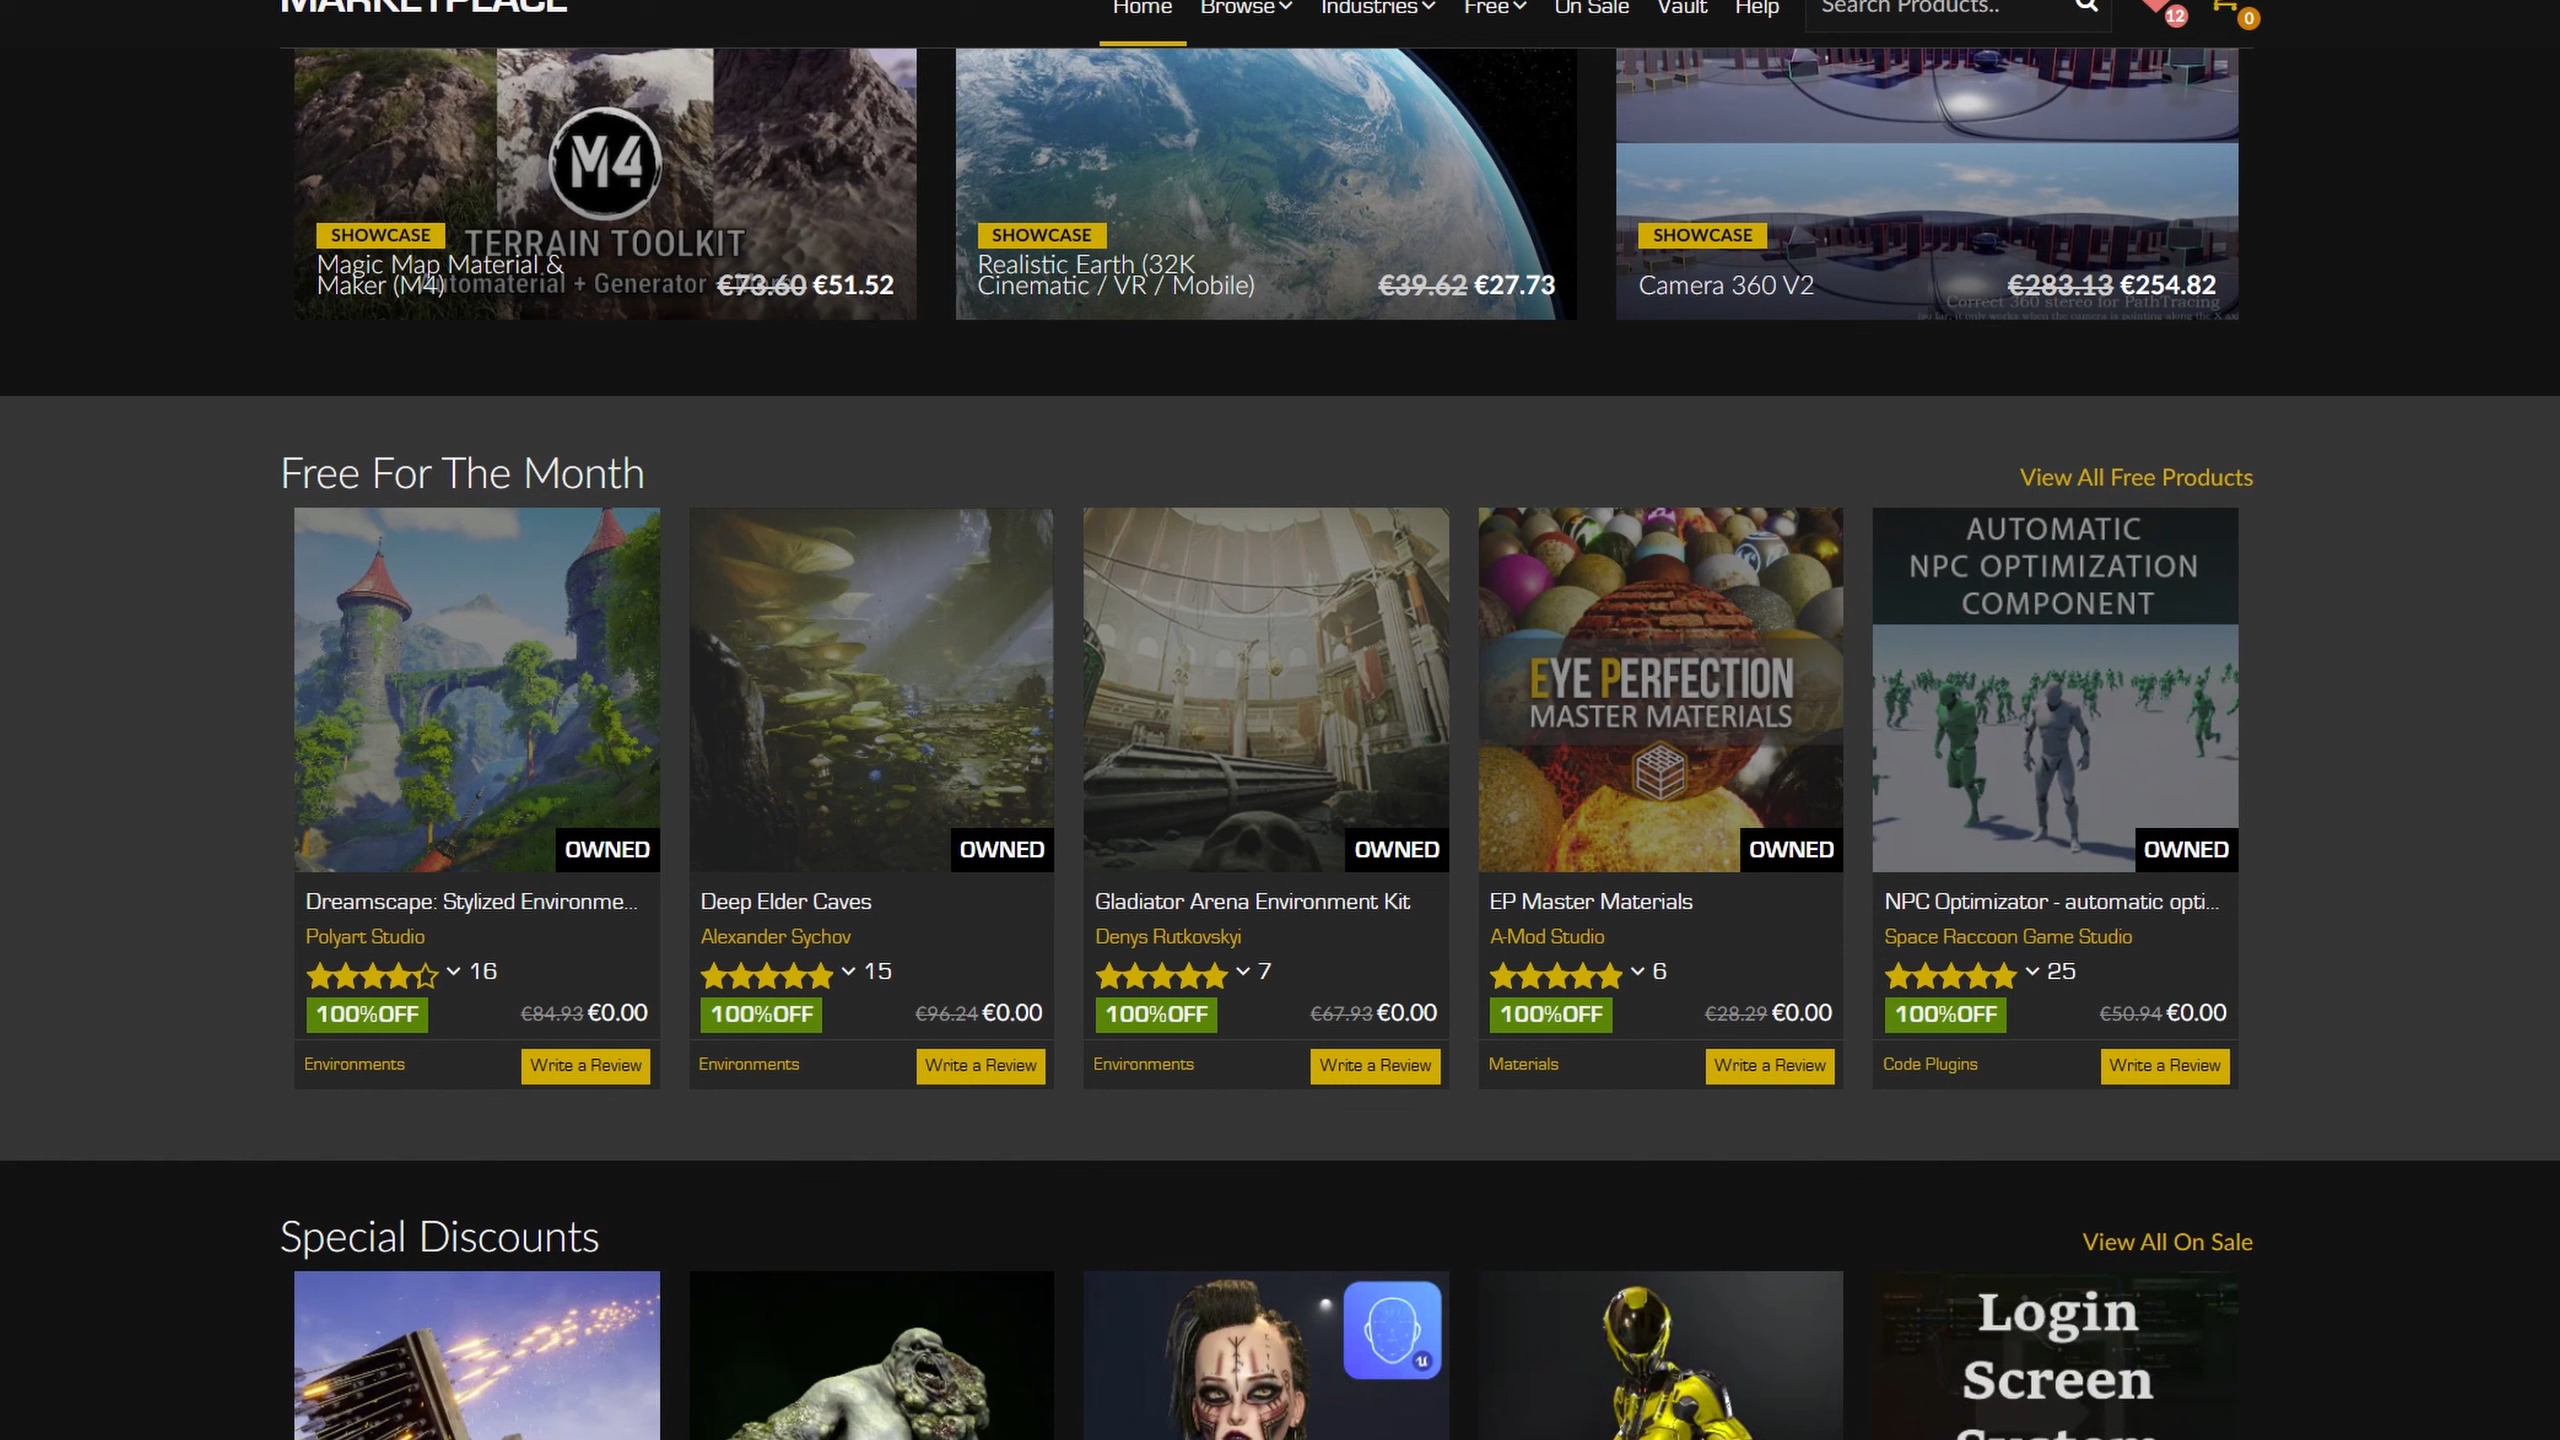 MARKETPLACE
Home Browse Industries Free On Sale Vault Help Search Products.. 12 0
M4
TERRAIN TOOLKIT
Automaterial + Generator
SHOWCASE
Magic Map Material &
Maker (M4)
€73.60 €51.52
SHOWCASE
Realistic Earth (32K
Cinematic / VR / Mobile)
€39.62 €27.73
SHOWCASE
Camera 360 V2
€283.13 €254.82
Correct 360 stereo for PathTracing
Free For The Month
View All Free Products
OWNED
Dreamscape: Stylized Environme...
Polyart Studio
16
100%OFF €84.93 €0.00
Environments Write a Review
OWNED
Deep Elder Caves
Alexander Sychov
15
100%OFF €96.24 €0.00
Environments Write a Review
OWNED
Gladiator Arena Environment Kit
Denys Rutkovskyi
7
100%OFF €67.93 €0.00
Environments Write a Review
EYE PERFECTION
MASTER MATERIALS
OWNED
EP Master Materials
A-Mod Studio
6
100%OFF €28.29 €0.00
Materials Write a Review
AUTOMATIC
NPC OPTIMIZATION
COMPONENT
OWNED
NPC Optimizator - automatic opti...
Space Raccoon Game Studio
25
100%OFF €50.94 €0.00
Code Plugins Write a Review
Special Discounts
View All On Sale
Login
Screen
System